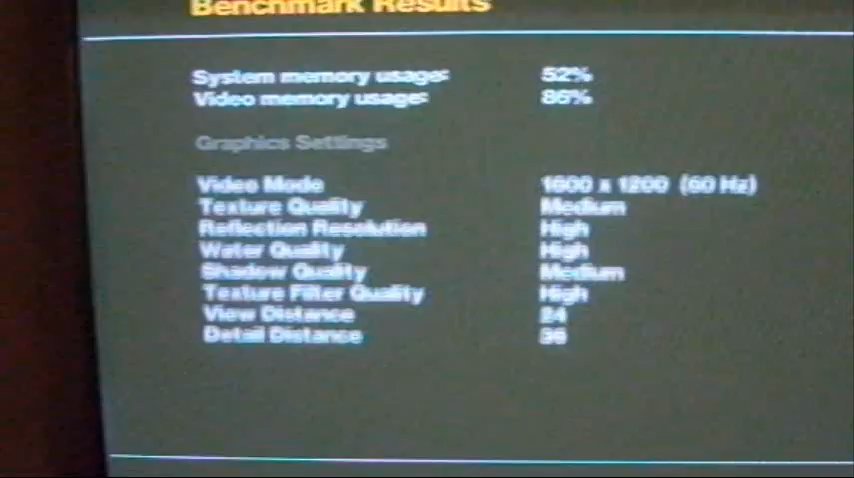 Benchmark Results
System memory usage: 52%
Video memory usage: 86%
Graphics Settings
Video Mode 1600 x 1200 (60 Hz)
Texture Quality Medium
Reflection Resolution High
Water Quality High
Shadow Quality Medium
Texture Filter Quality High
View Distance 24
Detail Distance 36